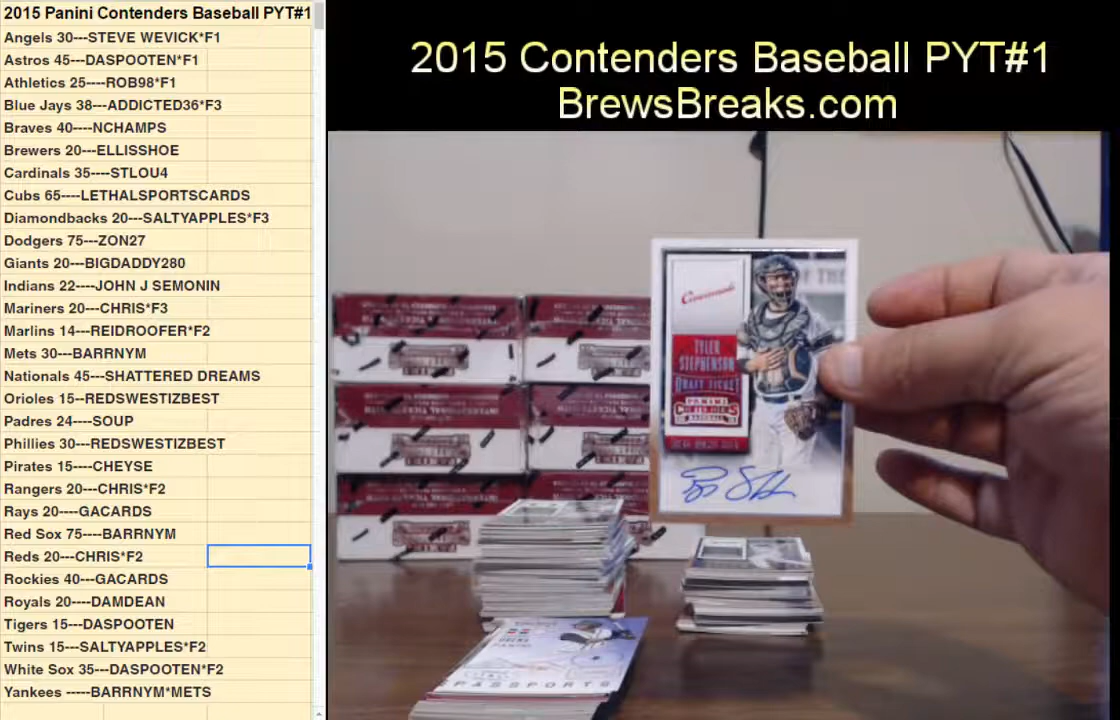 2015 Panini Contenders Baseball PYT#1
Angels 30---STEVE WEVICK*F1
Astros 45---DASPOOTEN*F1
Athletics 25----ROB98*F1
Blue Jays 38---ADDICTED36*F3
Braves 40----NCHAMPS
Brewers 20---ELLISSHOE
Cardinals 35----STLOU4
Cubs 65----LETHALSPORTSCARDS
Diamondbacks 20---SALTYAPPLES*F3
Dodgers 75---ZON27
Giants 20---BIGDADDY280
Indians 22----JOHN J SEMONIN
Mariners 20---CHRIS*F3
Marlins 14---REIDROOFER*F2
Mets 30---BARRNYM
Nationals 45---SHATTERED DREAMS
Orioles 15--REDSWESTIZBEST
Padres 24----SOUP
Phillies 30---REDSWESTIZBEST
Pirates 15----CHEYSE
Rangers 20---CHRIS*F2
Rays 20----GACARDS
Red Sox 75----BARRNYM
Reds 20---CHRIS*F2
Rockies 40---GACARDS
Royals 20----DAMDEAN
Tigers 15----DASPOOTEN
Twins 15---SALTYAPPLES*F2
White Sox 35---DASPOOTEN*F2
Yankees -----BARRNYM*METS
2015 Contenders Baseball PYT#1
BrewsBreaks.com
Cincinnati
TYLER
STEPHENSON
DRAFT TICKET
PANINI
CONTENDERS
BASEBALL
PASSPORTS